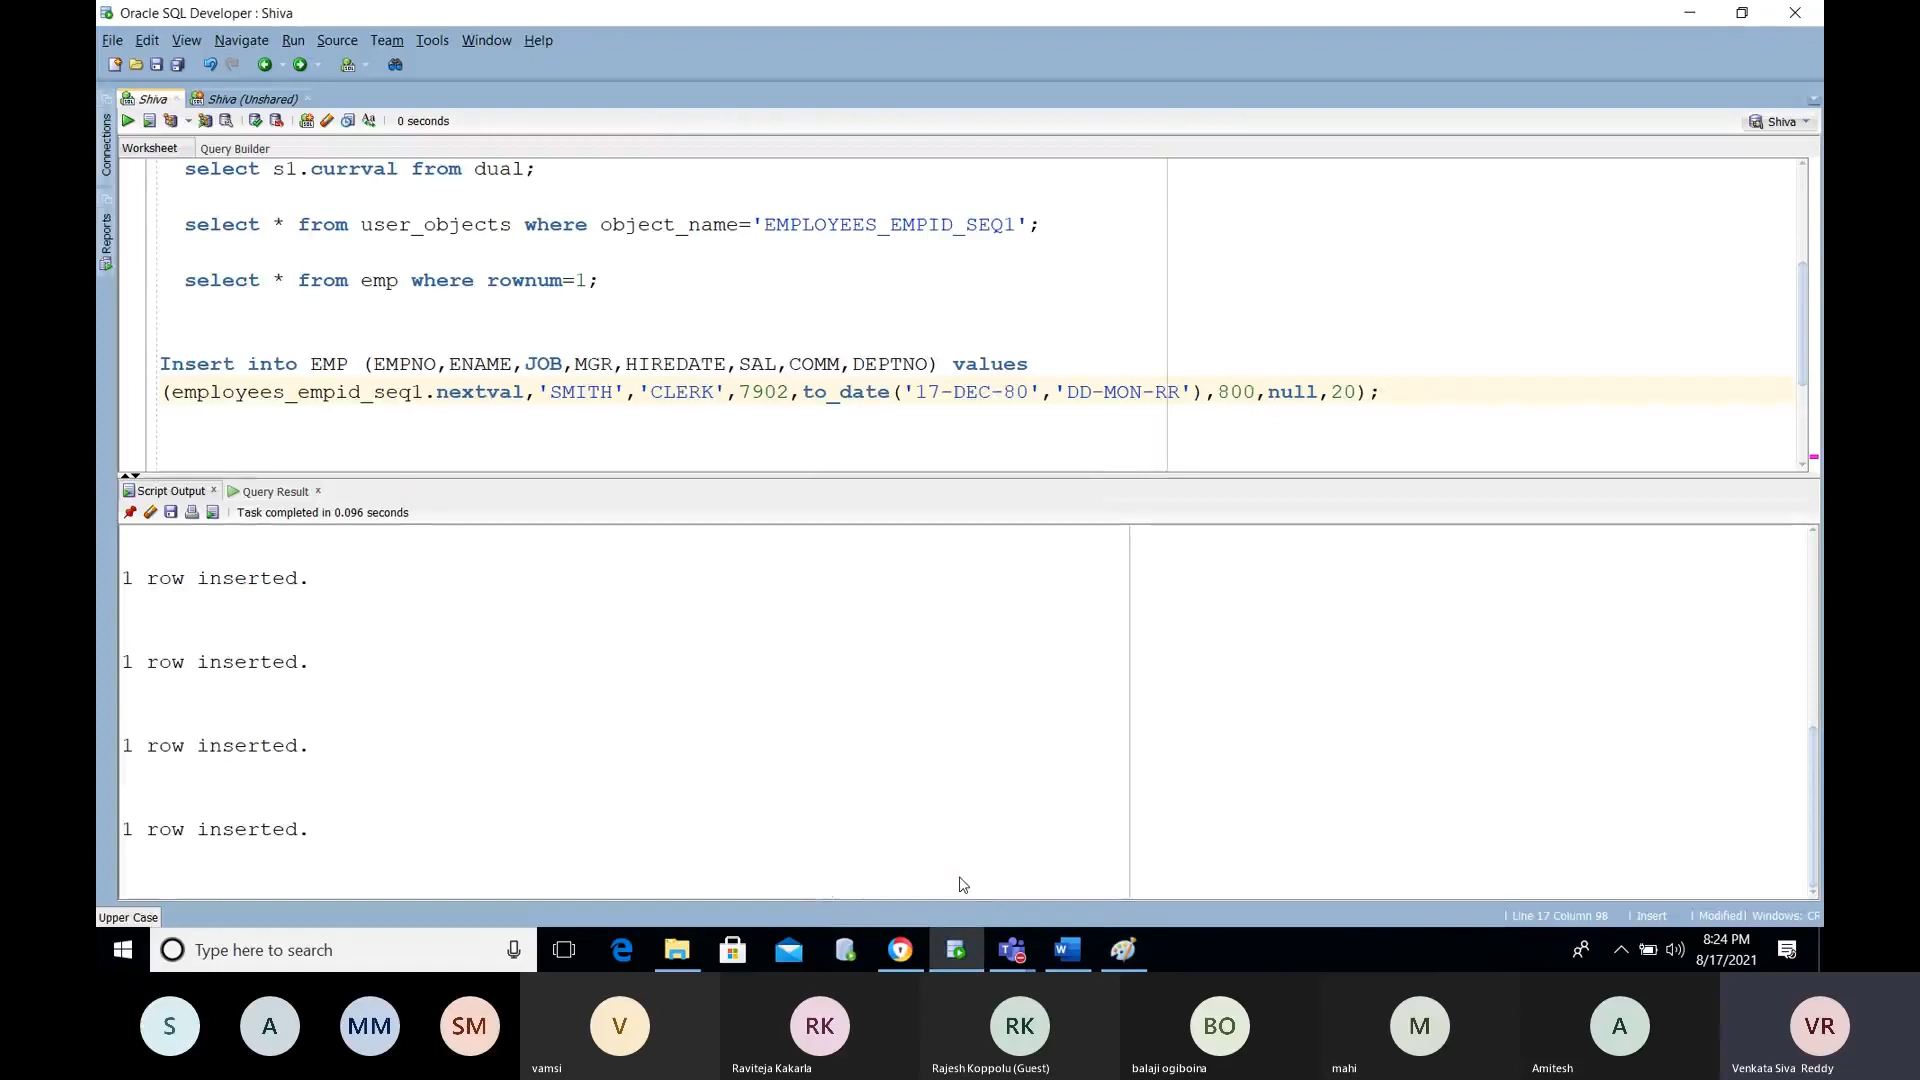 Oracle SQL Developer : Shiva
File Edit View Navigate Run Source Team Tools Window Help
Shiva Shiva (Unshared)
0 seconds Shiva
Worksheet Query Builder
Connections
Reports
select s1.currval from dual;
select * from user_objects where object_name='EMPLOYEES_EMPID_SEQ1';
select * from emp where rownum=1;
Insert into EMP (EMPNO,ENAME,JOB,MGR,HIREDATE,SAL,COMM,DEPTNO) values
(employees_empid_seq1.nextval,'SMITH','CLERK',7902,to_date('17-DEC-80','DD-MON-RR'),800,null,20);
Script Output Query Result
Task completed in 0.096 seconds
1 row inserted.
1 row inserted.
1 row inserted.
1 row inserted.
Upper Case Line 17 Column 98 Insert Modified Windows: CR
Type here to search
8:24 PM
8/17/2021
S A MM SM V RK RK BO M A VR
vamsi Raviteja Kakarla Rajesh Koppolu (Guest) balaji ogiboina mahi Amitesh Venkata Siva Reddy